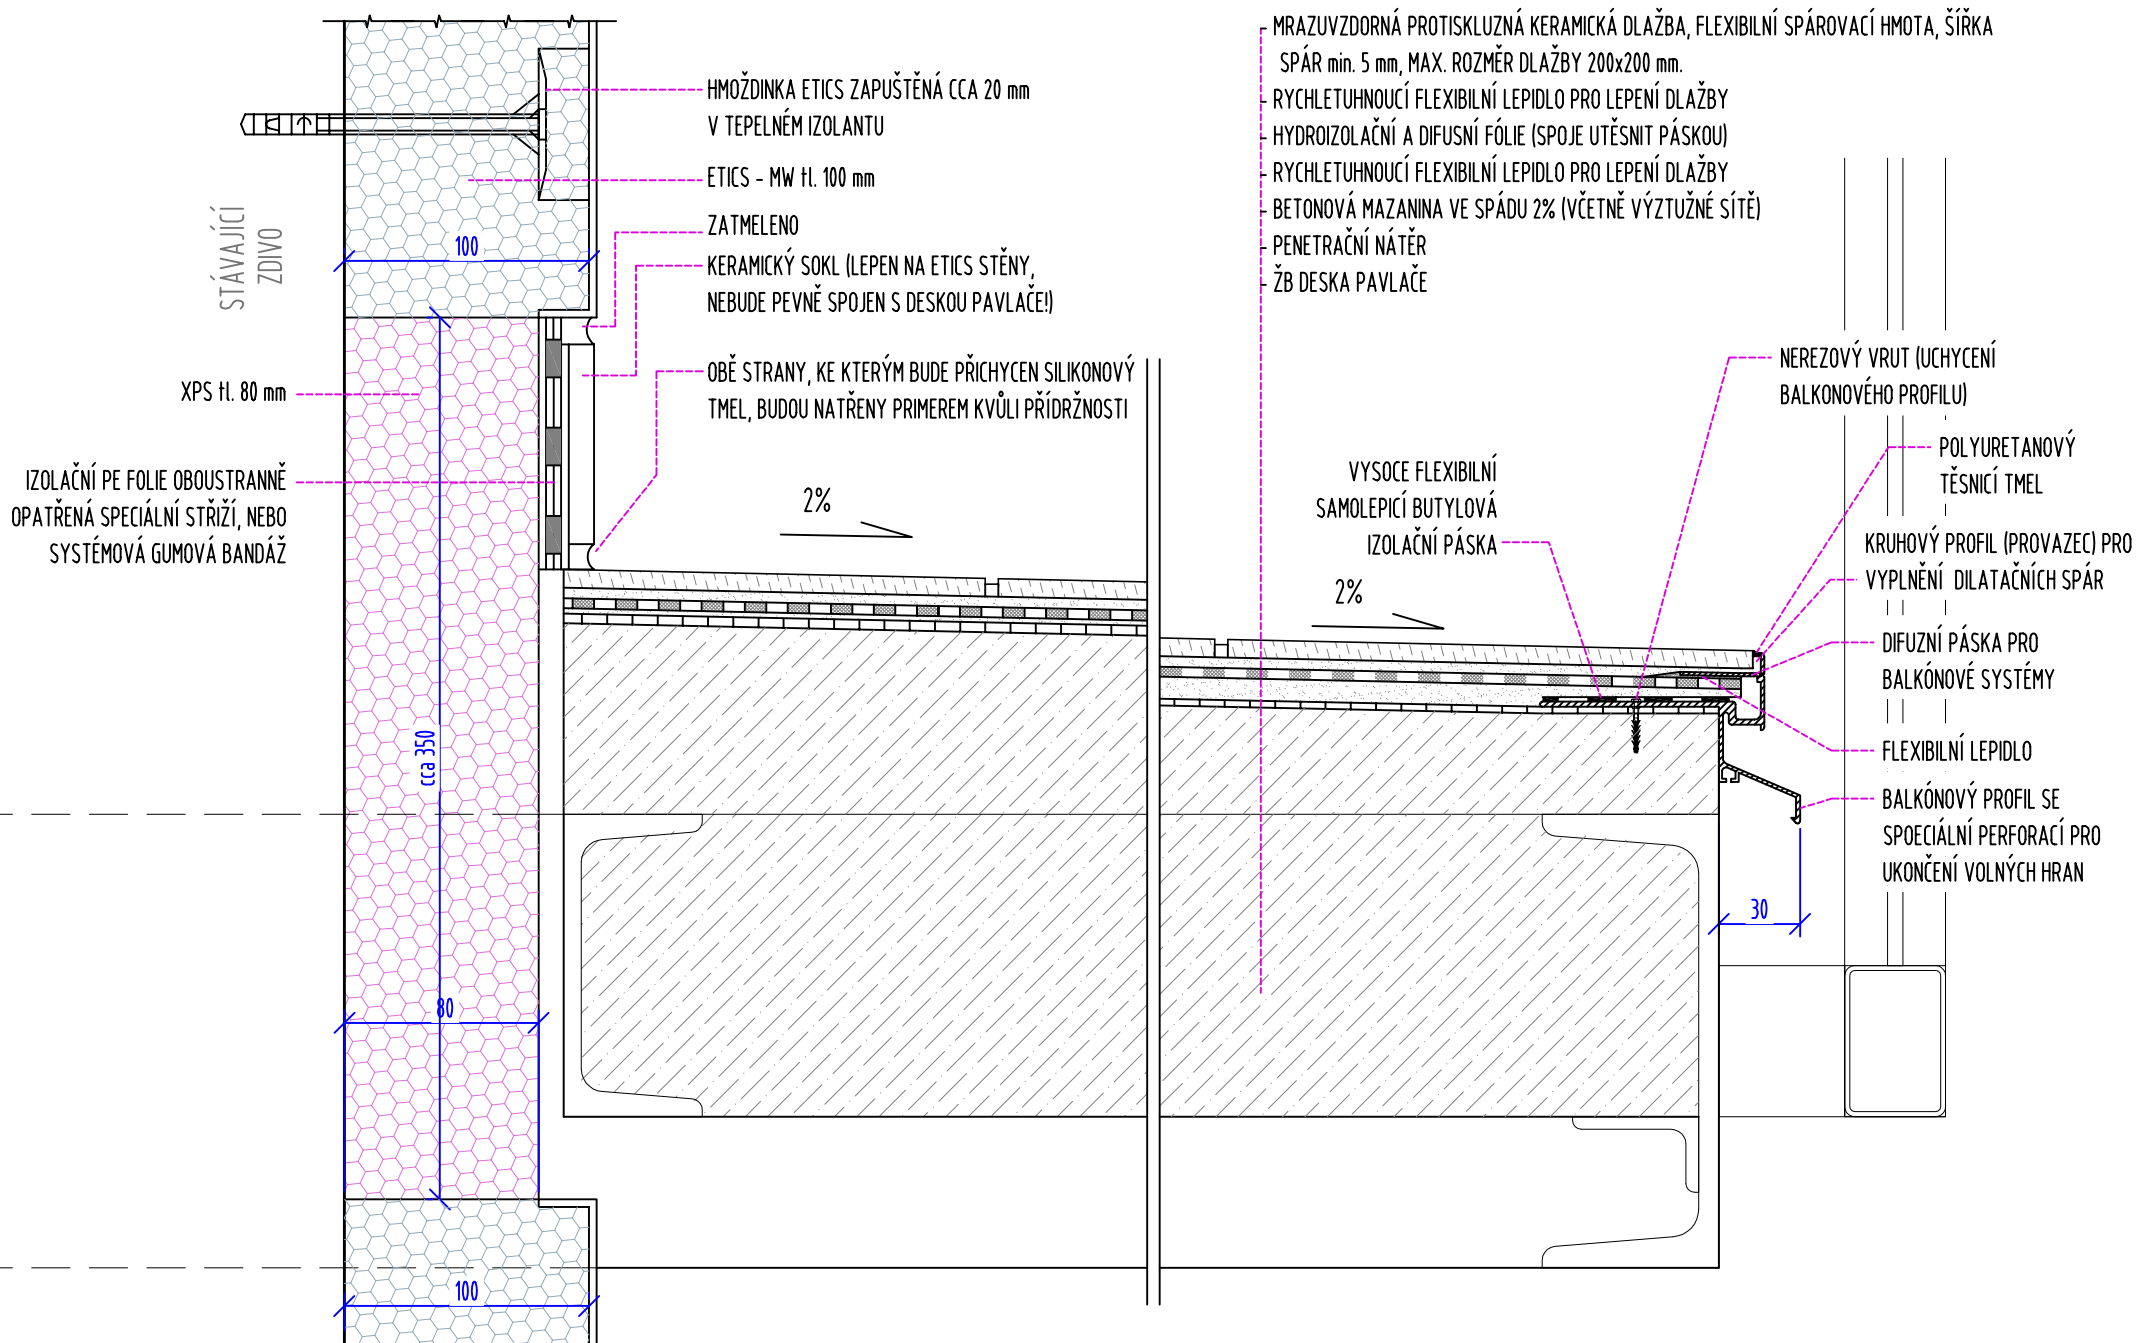 MRAZUVZDORNÁ PROTISKLUZNÁ KERAMICKÁ DLAŽBA, FLEXIBILNÍ SPÁROVACÍ HMOTA, ŠÍŘKA
SPÁR min. 5 mm, MAX. ROZMĚR DLAŽBY 200x200 mm.
RYCHLETUHNOUCÍ FLEXIBILNÍ LEPIDLO PRO LEPENÍ DLAŽBY
HYDROIZOLAČNÍ A DIFUSNÍ FÓLIE (SPOJE UTĚSNIT PÁSKOU)
RYCHLETUHNOUCÍ FLEXIBILNÍ LEPIDLO PRO LEPENÍ DLAŽBY
BETONOVÁ MAZANINA VE SPÁDU 2% (VČETNĚ VÝZTUŽNÉ SÍTĚ)
PENETRAČNÍ NÁTĚR
ŽB DESKA PAVLAČE
HMOŽDINKA ETICS ZAPUŠTĚNÁ CCA 20 mm
V TEPELNÉM IZOLANTU
ETICS - MW tl. 100 mm
ZATMELENO
KERAMICKÝ SOKL (LEPEN NA ETICS STĚNY,
NEBUDE PEVNĚ SPOJEN S DESKOU PAVLAČE!)
OBĚ STRANY, KE KTERÝM BUDE PŘICHYCEN SILIKONOVÝ
TMEL, BUDOU NATŘENY PRIMEREM KVŮLI PŘÍDRŽNOSTI
STÁVAJÍCÍ
ZDIVO
100
XPS tl. 80 mm
IZOLAČNÍ PE FOLIE OBOUSTRANNĚ
OPATŘENÁ SPECIÁLNÍ STŘIŽÍ, NEBO
SYSTÉMOVÁ GUMOVÁ BANDÁŽ
2%
VYSOCE FLEXIBILNÍ
SAMOLEPICÍ BUTYLOVÁ
IZOLAČNÍ PÁSKA
2%
NEREZOVÝ VRUT (UCHYCENÍ
BALKONOVÉHO PROFILU)
POLYURETANOVÝ
TĚSNICÍ TMEL
KRUHOVÝ PROFIL (PROVAZEC) PRO
VYPLNĚNÍ DILATAČNÍCH SPÁR
DIFUZNÍ PÁSKA PRO
BALKÓNOVÉ SYSTÉMY
FLEXIBILNÍ LEPIDLO
BALKÓNOVÝ PROFIL SE
SPOECIÁLNÍ PERFORACÍ PRO
UKONČENÍ VOLNÝCH HRAN
cca 350
30
80
100